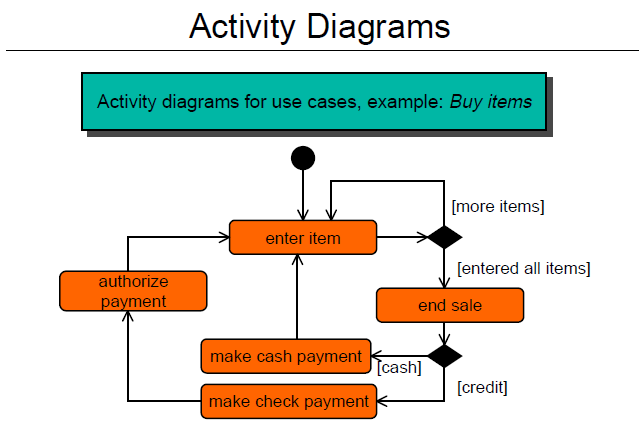 Activity Diagrams
Activity diagrams for use cases, example: Buy items
[more items]
enter item
[entered all items]
authorize
payment
end sale
make cash payment
[cash]
[credit]
make check payment